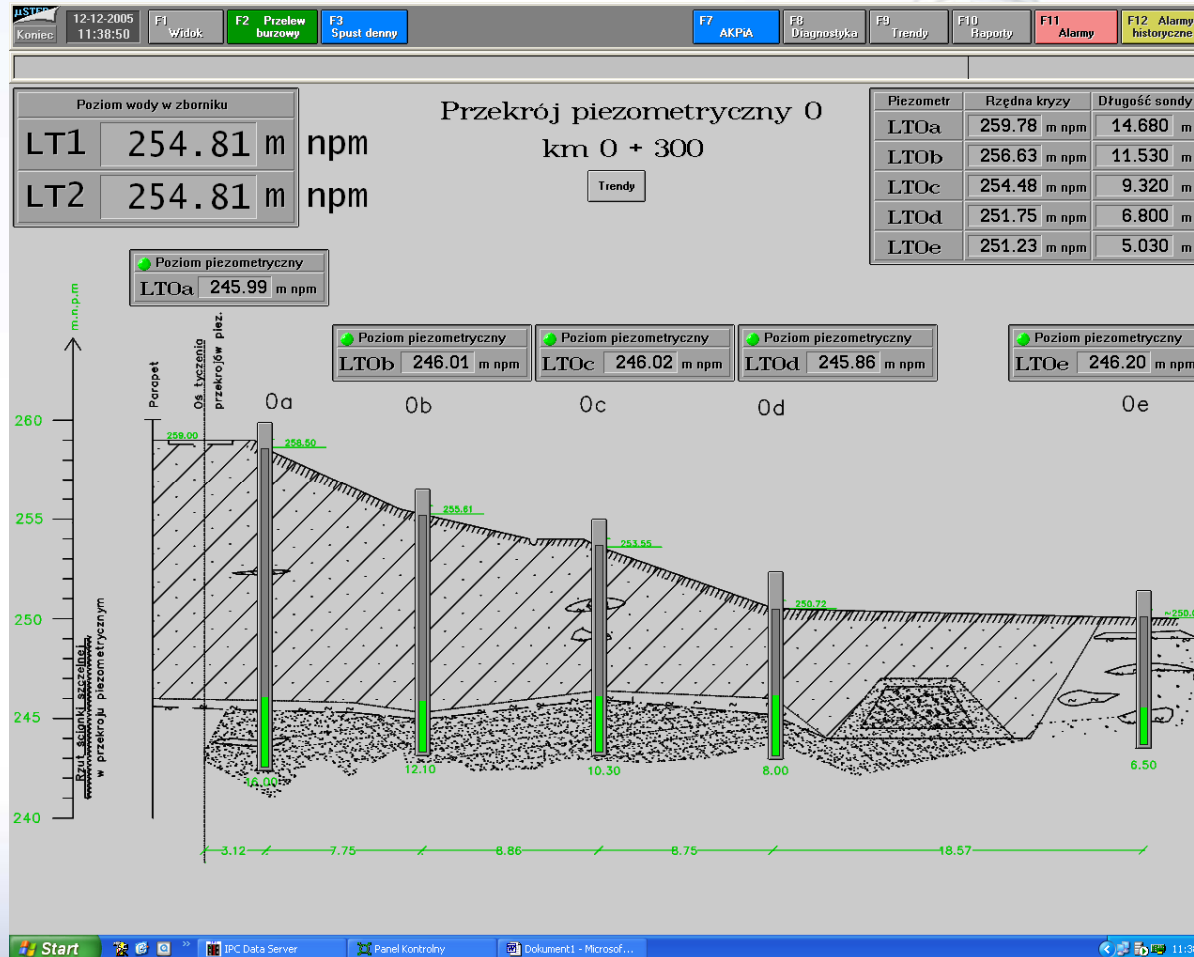 µSTEP
Koniec
12-12-2005
11:38:50
F1
Widok
F2 Przelew
burzowy
F3
Spust denny
F7
AKPiA
F8
Diagnostyka
F9
Trendy
F10
Raporty
F11
Alarmy
F12 Alarmy
historyczne
Poziom wody w zborniku
LT1 254.81 m npm
LT2 254.81 m npm
Przekrój piezometryczny 0
km 0 + 300
Trendy
Piezometr Rzędna kryzy Długość sondy
LT0a 259.78 m npm 14.680 m
LT0b 256.63 m npm 11.530 m
LT0c 254.48 m npm 9.320 m
LT0d 251.75 m npm 6.800 m
LT0e 251.23 m npm 5.030 m
Poziom piezometryczny
LT0a 245.99 m npm
Poziom piezometryczny
LT0b 246.01 m npm
Poziom piezometryczny
LT0c 246.02 m npm
Poziom piezometryczny
LT0d 245.86 m npm
Poziom piezometryczny
LT0e 246.20 m npm
m.n.p.m
Parapet
Oś tyczenia
przekrojów piez.
0a 0b 0c 0d 0e
260
259.00
258.50
255
255.61
253.55
250
250.72
~250.0
245
240
Rzut ścianki szczelnej
w przekroju piezometrycznym
16.00 12.10 10.30 8.00 6.50
3.12 7.75 8.86 8.75 18.57
Start
IPC Data Server
Panel Kontrolny
Dokument1 - Microsof...